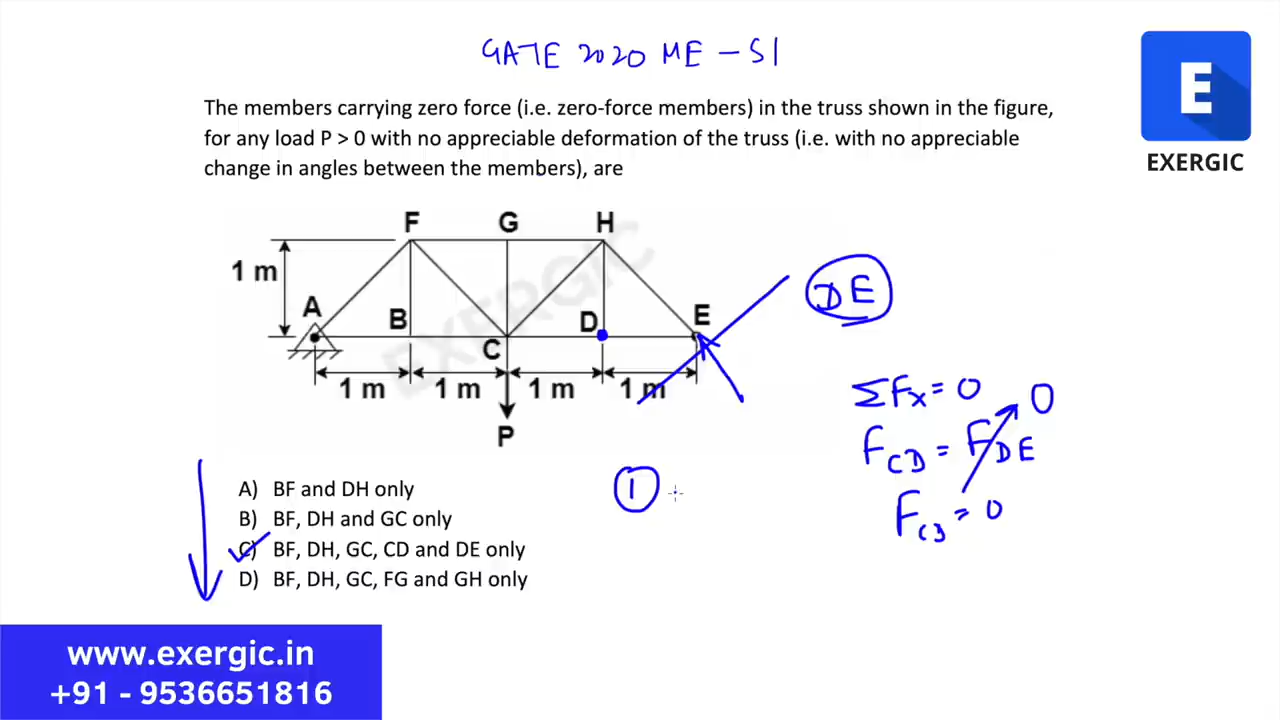 GATE 2020 ME - S1
E
EXERGIC
The members carrying zero force (i.e. zero-force members) in the truss shown in the figure,
for any load P > 0 with no appreciable deformation of the truss (i.e. with no appreciable
change in angles between the members), are
F G H
1 m
A B C D E
1 m 1 m 1 m 1 m
P
EXERGIC
DE
ΣFx = 0
FCD = FDE 0
FCD = 0
1
A) BF and DH only
B) BF, DH and GC only
C) BF, DH, GC, CD and DE only
D) BF, DH, GC, FG and GH only
www.exergic.in
+91 - 9536651816